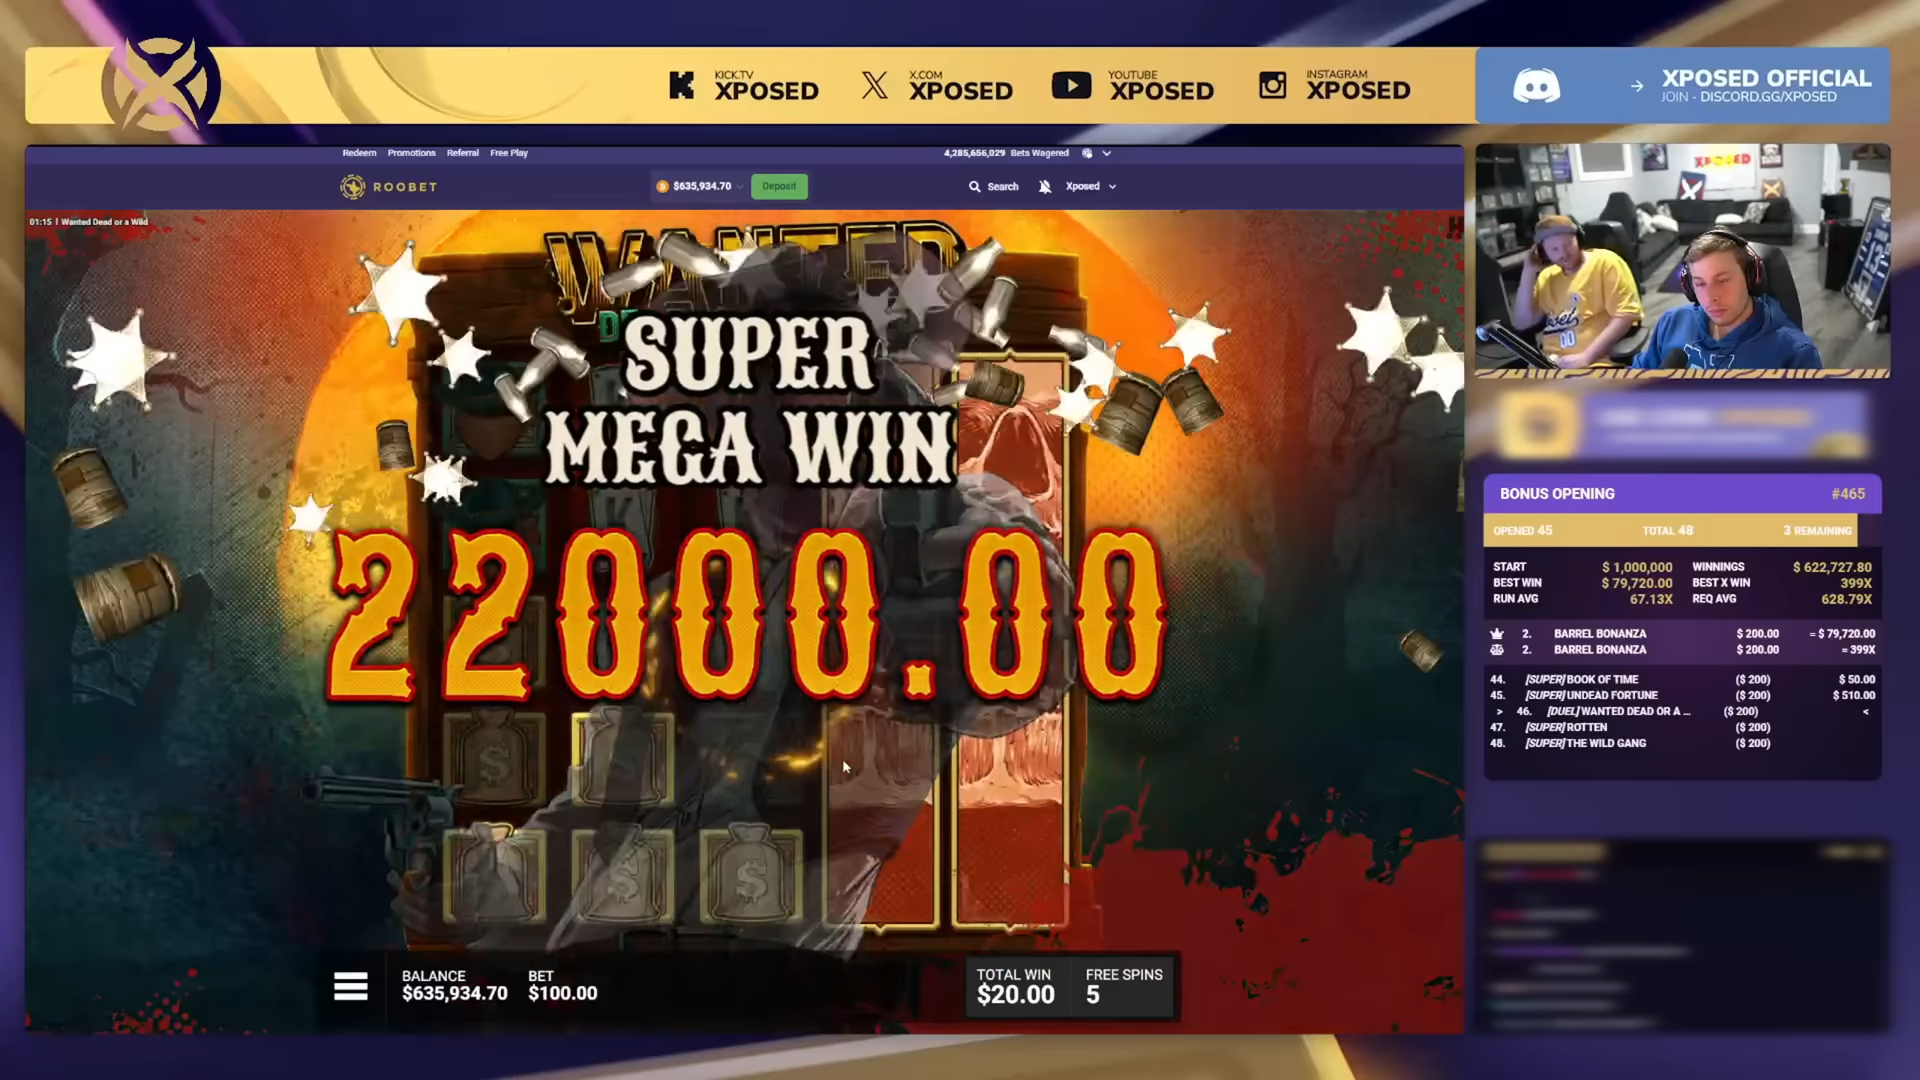 KICK.TV
XPOSED
X.COM
XPOSED
YOUTUBE
XPOSED
INSTAGRAM
XPOSED
XPOSED OFFICIAL
JOIN - DISCORD.GG/XPOSED
Redeem Promotions Referral Free Play
4,285,656,029 Bets Wagered
ROOBET
$635,934.70
Deposit
Search
Xposed
01:15 | Wanted Dead or a Wild
WANTED
SUPER
MEGA WIN
22000.00
XPOSED
BONUS OPENING #465
OPENED 45 TOTAL 48 3 REMAINING
START $ 1,000,000 WINNINGS $ 622,727.80
BEST WIN $ 79,720.00 BEST X WIN 399X
RUN AVG 67.13X REQ AVG 628.79X
2. BARREL BONANZA $ 200.00 = $ 79,720.00
2. BARREL BONANZA $ 200.00 = 399X
44. [SUPER] BOOK OF TIME ($ 200) $ 50.00
45. [SUPER] UNDEAD FORTUNE ($ 200) $ 510.00
> 46. [DUEL] WANTED DEAD OR A ... ($ 200) <
47. [SUPER] ROTTEN ($ 200)
48. [SUPER] THE WILD GANG ($ 200)
BALANCE
$635,934.70
BET
$100.00
TOTAL WIN
$20.00
FREE SPINS
5